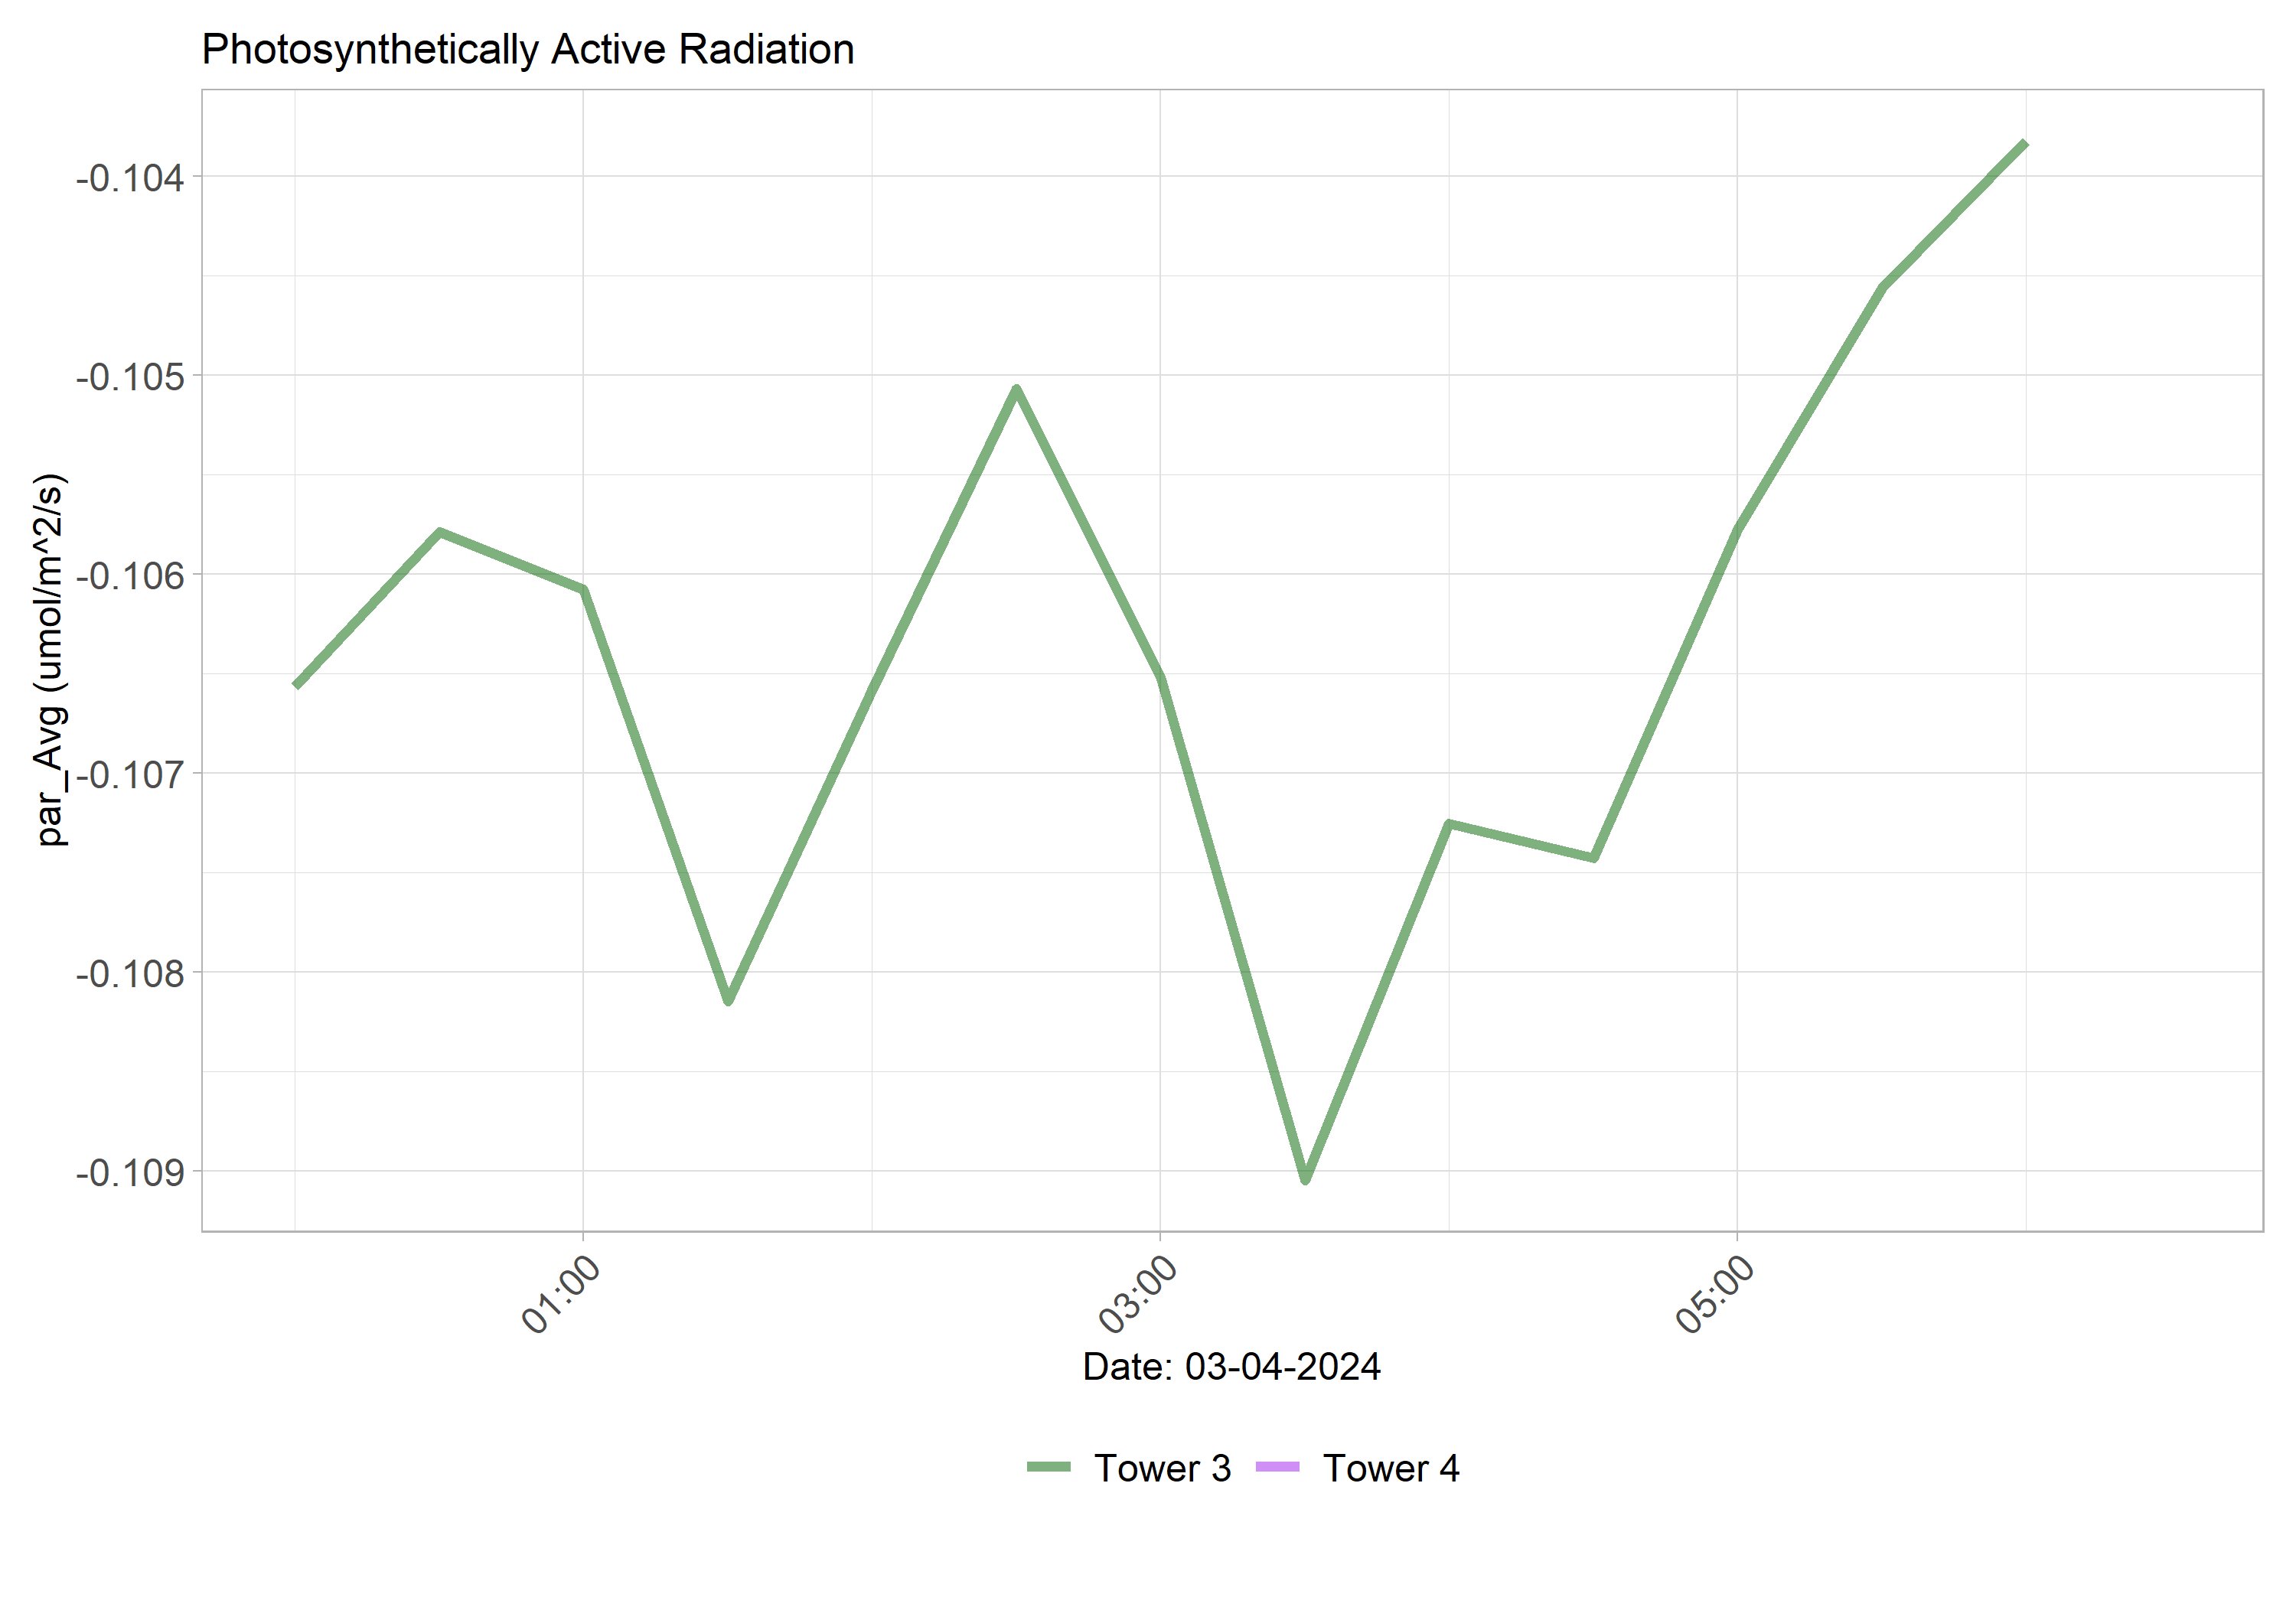 Photosynthetically Active Radiation
par_Avg (umol/m^2/s)
-0.104
-0.105
-0.106
-0.107
-0.108
-0.109
01:00
03:00
05:00
Date: 03-04-2024
Tower 3
Tower 4